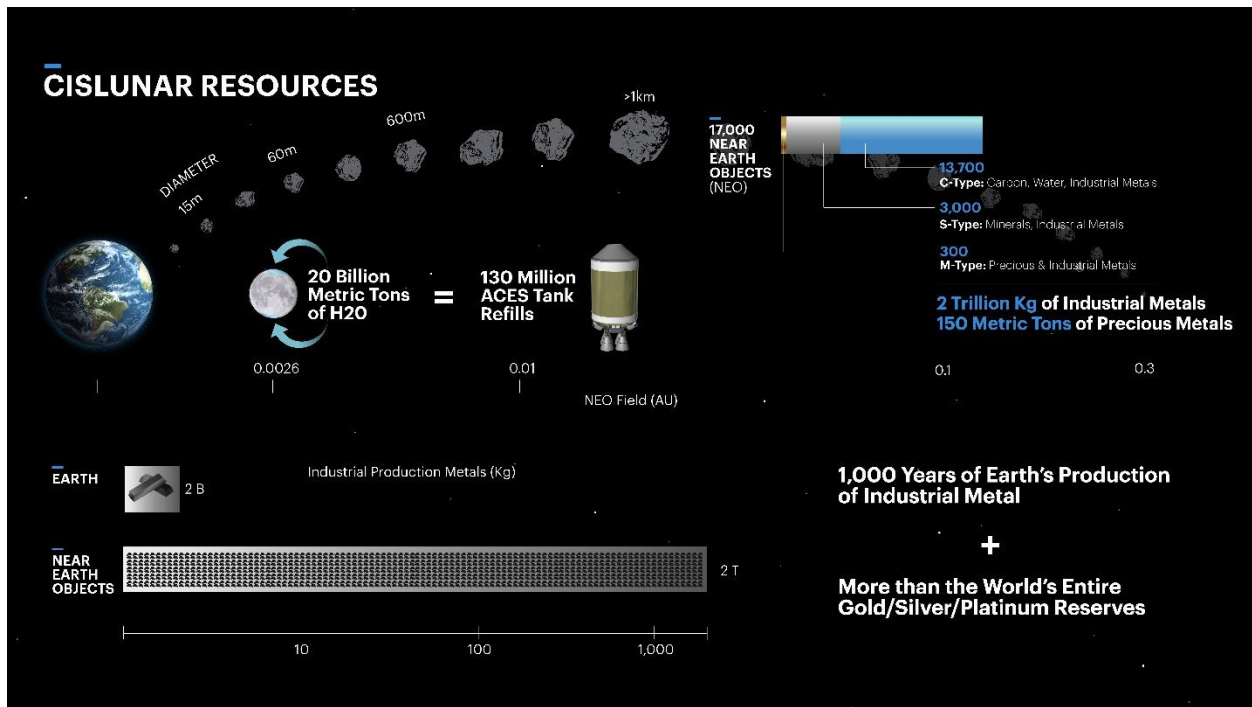 CISLUNAR RESOURCES
DIAMETER
15m
60m
600m
>1km
17,000
NEAR
EARTH
OBJECTS
(NEO)
13,700
C-Type: Carbon, Water, Industrial Metals
3,000
S-Type: Minerals, Industrial Metals
300
M-Type: Precious & Industrial Metals
2 Trillion Kg of Industrial Metals
150 Metric Tons of Precious Metals
20 Billion
Metric Tons
of H20
=
130 Million
ACES Tank
Refills
0.0026
0.01
0.1
0.3
NEO Field (AU)
EARTH
2 B
Industrial Production Metals (Kg)
NEAR
EARTH
OBJECTS
2 T
10
100
1,000
1,000 Years of Earth's Production
of Industrial Metal
+
More than the World's Entire
Gold/Silver/Platinum Reserves